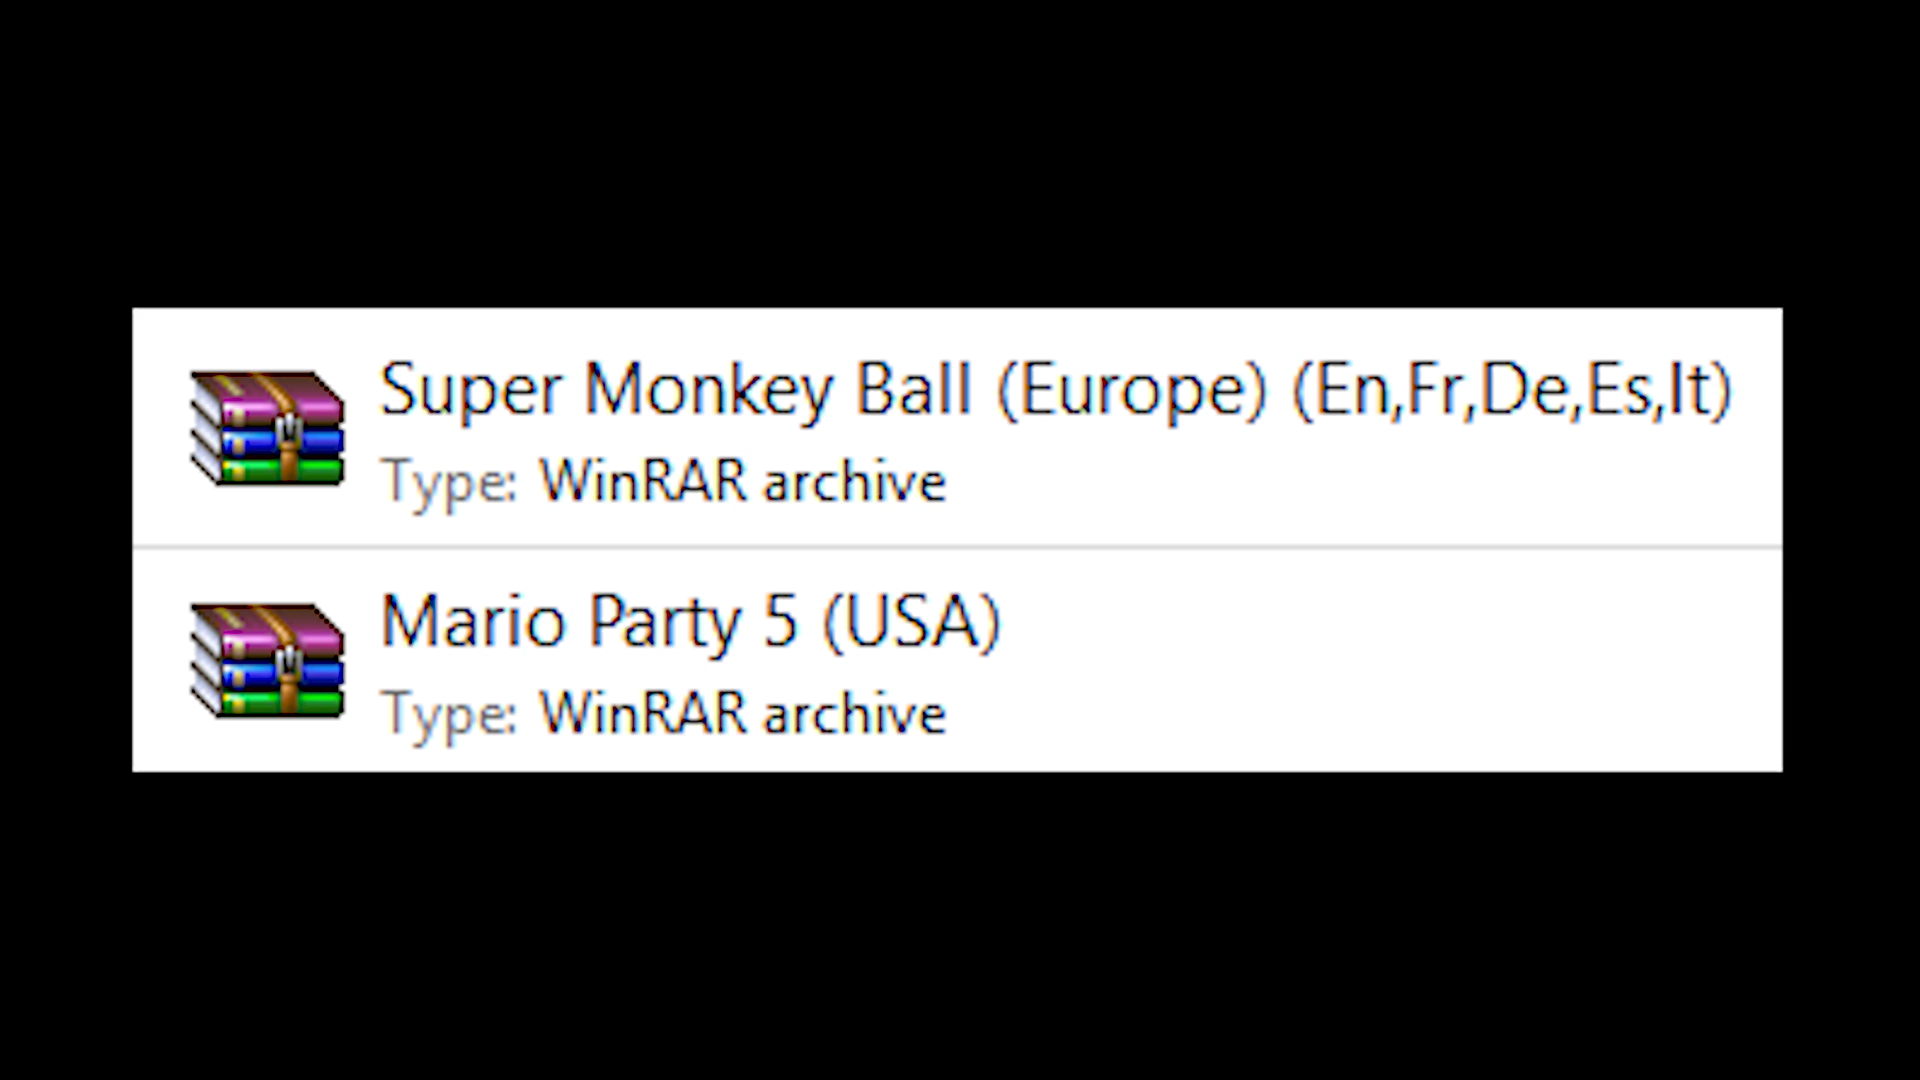 Super Monkey Ball (Europe) (En,Fr,De,Es,It)
Type: WinRAR archive
Mario Party 5 (USA)
Type: WinRAR archive